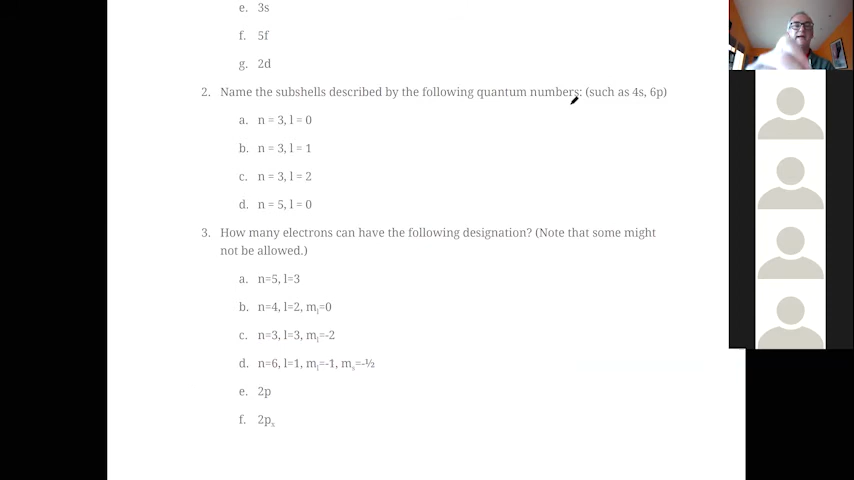 e. 3s
f. 5f
g. 2d
2. Name the subshells described by the following quantum numbers: (such as 4s, 6p)
a. n = 3, l = 0
b. n = 3, l = 1
c. n = 3, l = 2
d. n = 5, l = 0
3. How many electrons can have the following designation? (Note that some might
not be allowed.)
a. n=5, l=3
b. n=4, l=2, mₗ=0
c. n=3, l=3, mₗ=-2
d. n=6, l=1, mₗ=-1, mₛ=-½
e. 2p
f. 2pₓ